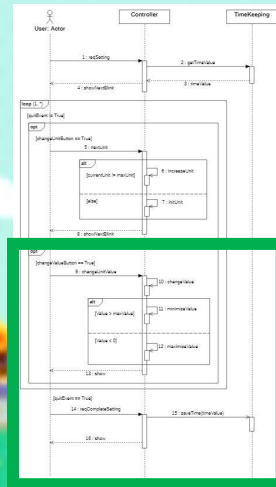 Controller
TimeKeeping
User: Actor
1 : reqSetting
2 : getTimeValue
3 : timeValue
4 : showNextBlink
loop (1, *)
[quitEvent != True]
opt
[changeUnitButton == True]
5 : nextUnit
alt
[currentUnit != maxUnit]
6 : increaseUnit
[else]
7 : initUnit
8 : showNextBlink
opt
[changeValueButton == True]
9 : changeUnitValue
10 : changeValue
alt
[Value > maxValue]
11 : minimizeValue
[Value < 0]
12 : maximizeValue
13 : show
[quitEvent == True]
14 : reqCompleteSetting
15 : saveTime(timeValue)
16 : show